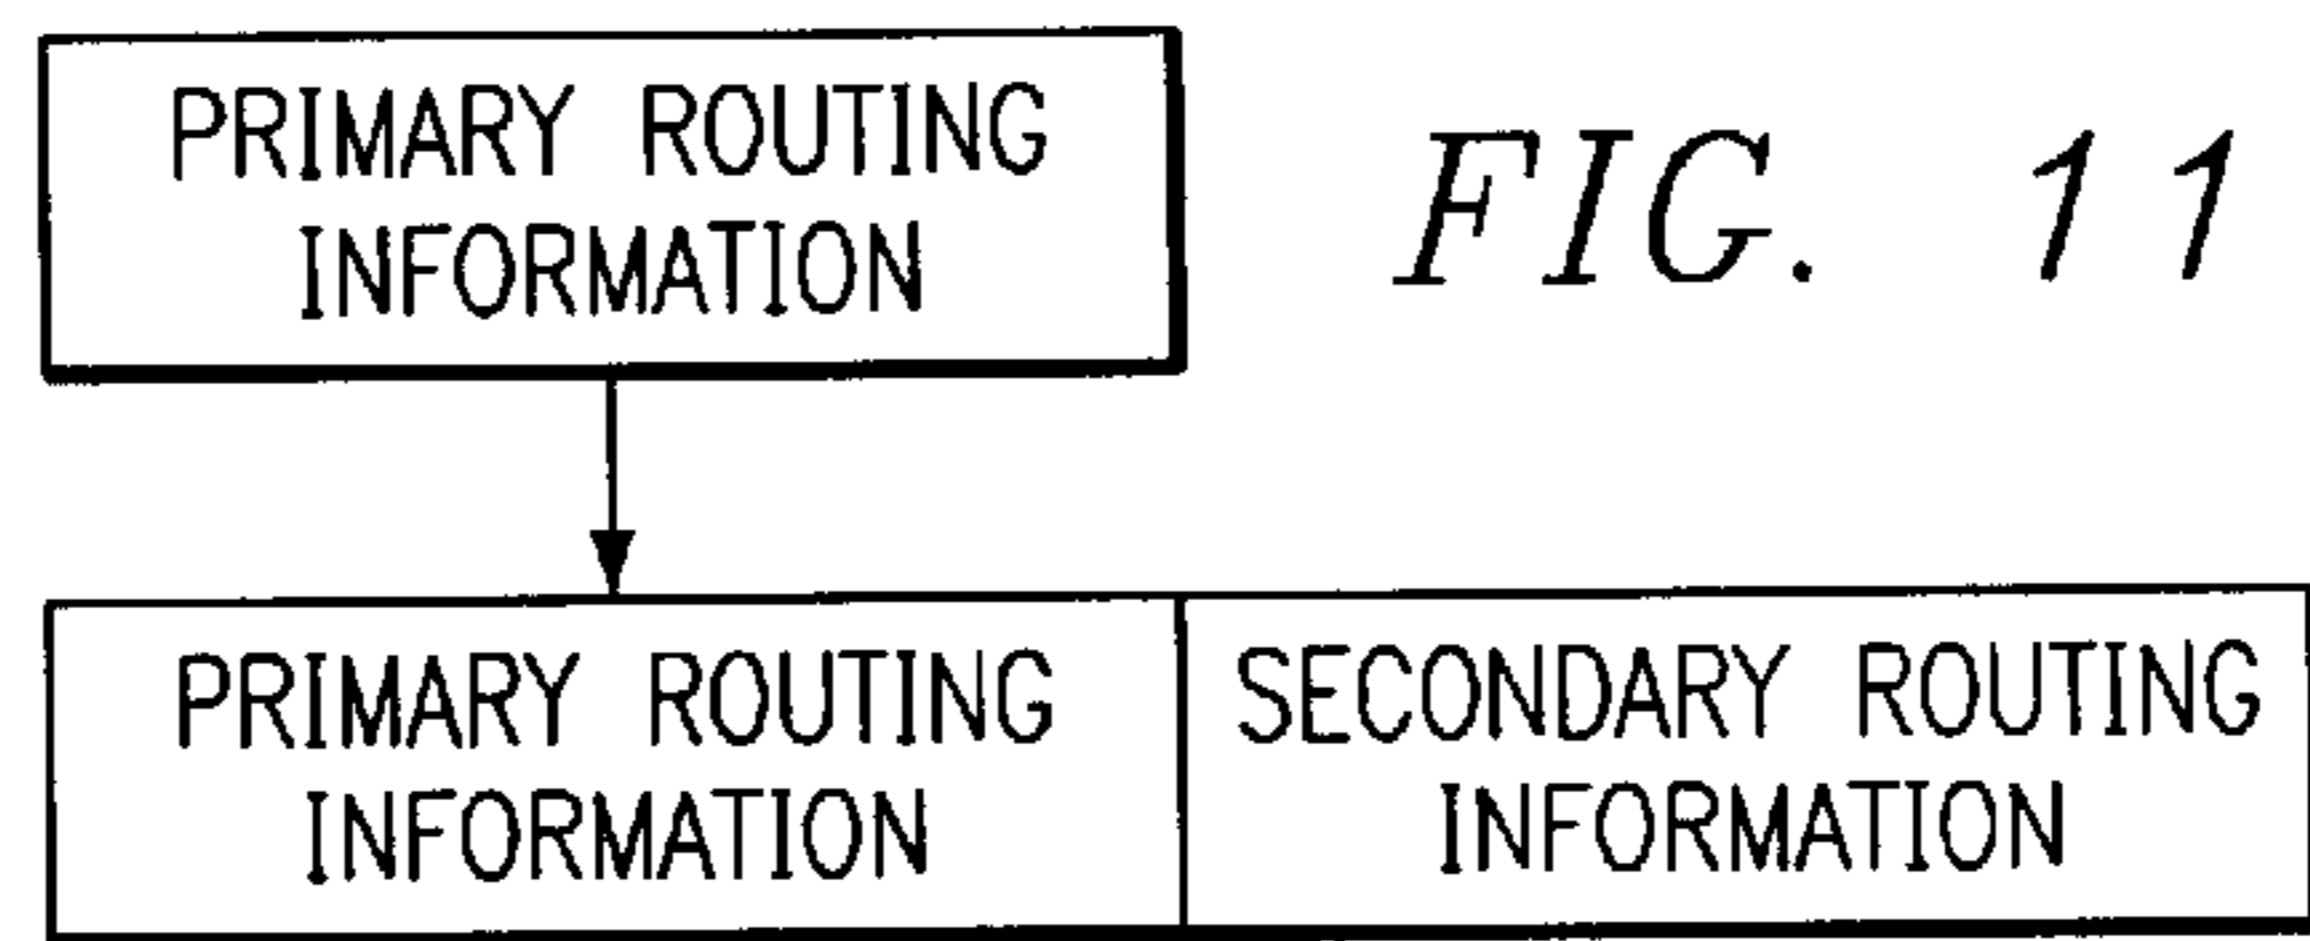 PRIMARY ROUTING
INFORMATION
FIG. 11
PRIMARY ROUTING
INFORMATION
SECONDARY ROUTING
INFORMATION